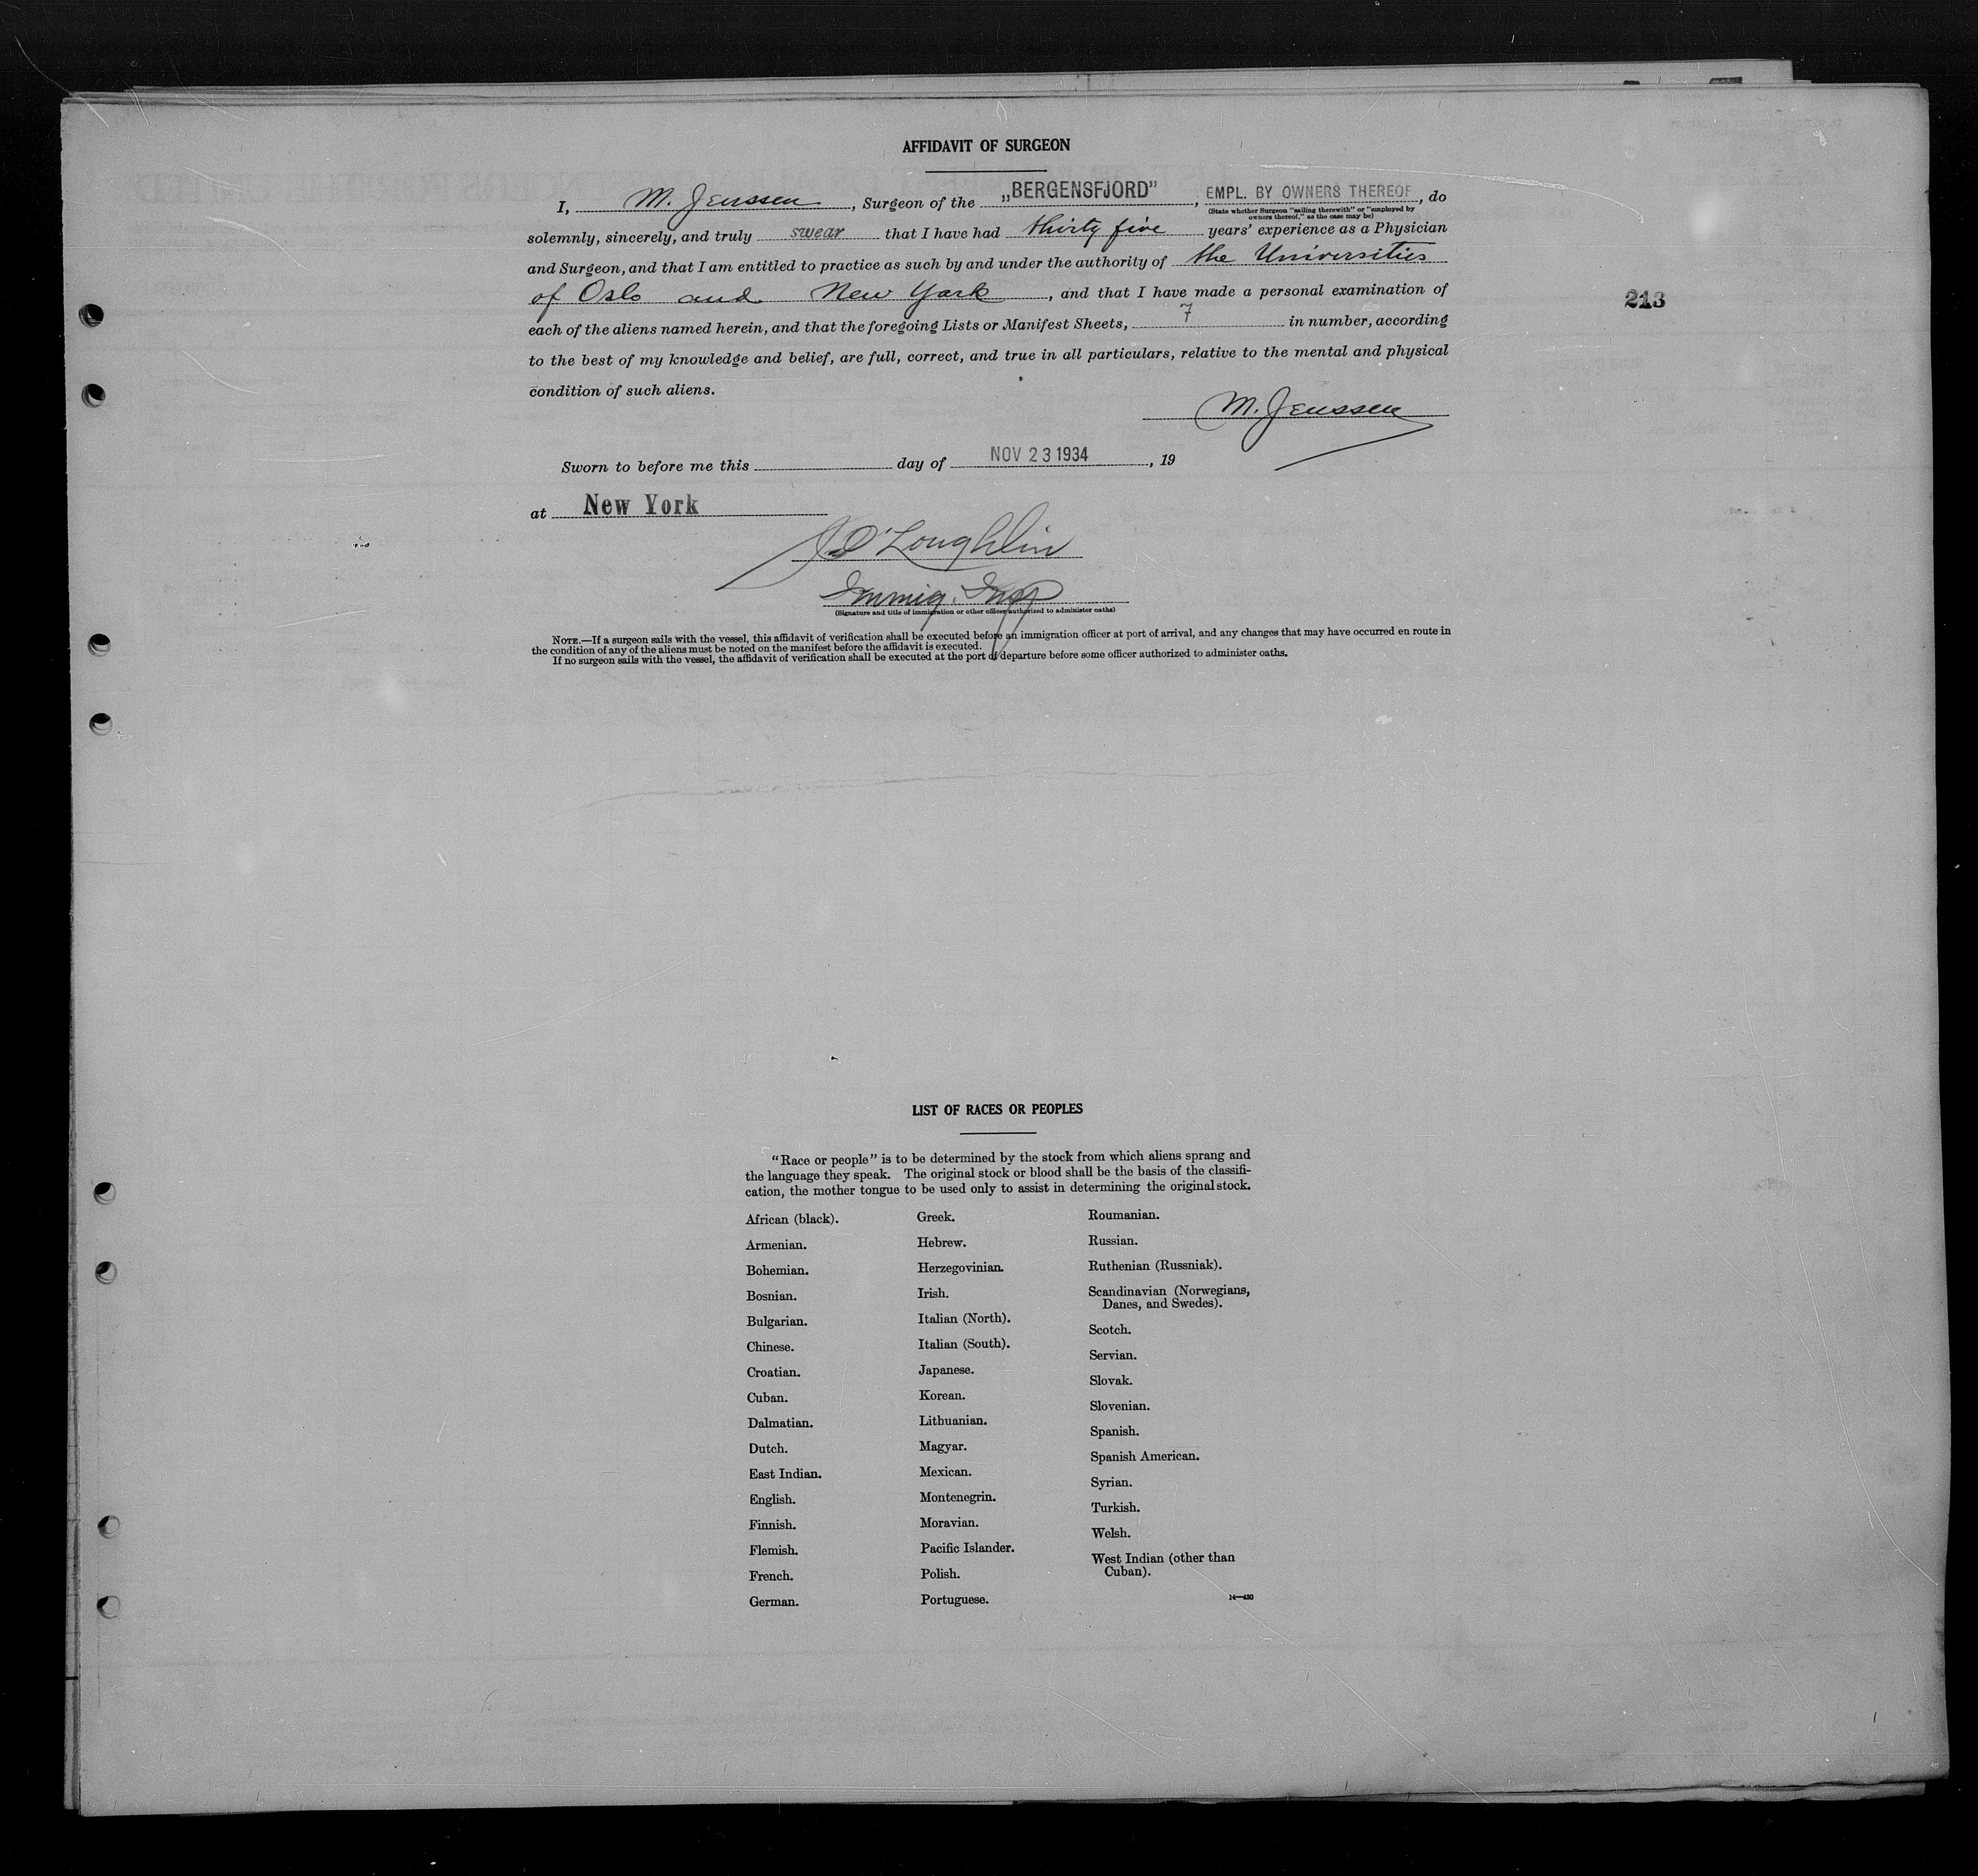 AFFIDAVIT OF SURGEON
I, M. Jenssen, Surgeon of the „BERGENSFJORD", EMPL. BY OWNERS THEREOF, do
(State whether Surgeon "sailing therewith" or "employed by
owners thereof," as the case may be)
solemnly, sincerely, and truly swear that I have had thirty five years' experience as a Physician
and Surgeon, and that I am entitled to practice as such by and under the authority of the Universities
of Oslo and New York, and that I have made a personal examination of
213
each of the aliens named herein, and that the foregoing Lists or Manifest Sheets, 7 in number, according
to the best of my knowledge and belief, are full, correct, and true in all particulars, relative to the mental and physical
condition of such aliens.
M. Jenssen
Sworn to before me this day of NOV 23 1934, 19
at New York
J O'Loughlin
Immig. Insp
(Signature and title of immigration or other officer authorized to administer oaths)
NOTE.—If a surgeon sails with the vessel, this affidavit of verification shall be executed before an immigration officer at port of arrival, and any changes that may have occurred en route in
the condition of any of the aliens must be noted on the manifest before the affidavit is executed.
If no surgeon sails with the vessel, the affidavit of verification shall be executed at the port of departure before some officer authorized to administer oaths.
LIST OF RACES OR PEOPLES
"Race or people" is to be determined by the stock from which aliens sprang and
the language they speak. The original stock or blood shall be the basis of the classifi-
cation, the mother tongue to be used only to assist in determining the original stock.
African (black).
Armenian.
Bohemian.
Bosnian.
Bulgarian.
Chinese.
Croatian.
Cuban.
Dalmatian.
Dutch.
East Indian.
English.
Finnish.
Flemish.
French.
German.
Greek.
Hebrew.
Herzegovinian.
Irish.
Italian (North).
Italian (South).
Japanese.
Korean.
Lithuanian.
Magyar.
Mexican.
Montenegrin.
Moravian.
Pacific Islander.
Polish.
Portuguese.
Roumanian.
Russian.
Ruthenian (Russniak).
Scandinavian (Norwegians,
Danes, and Swedes).
Scotch.
Servian.
Slovak.
Slovenian.
Spanish.
Spanish American.
Syrian.
Turkish.
Welsh.
West Indian (other than
Cuban).
14—430